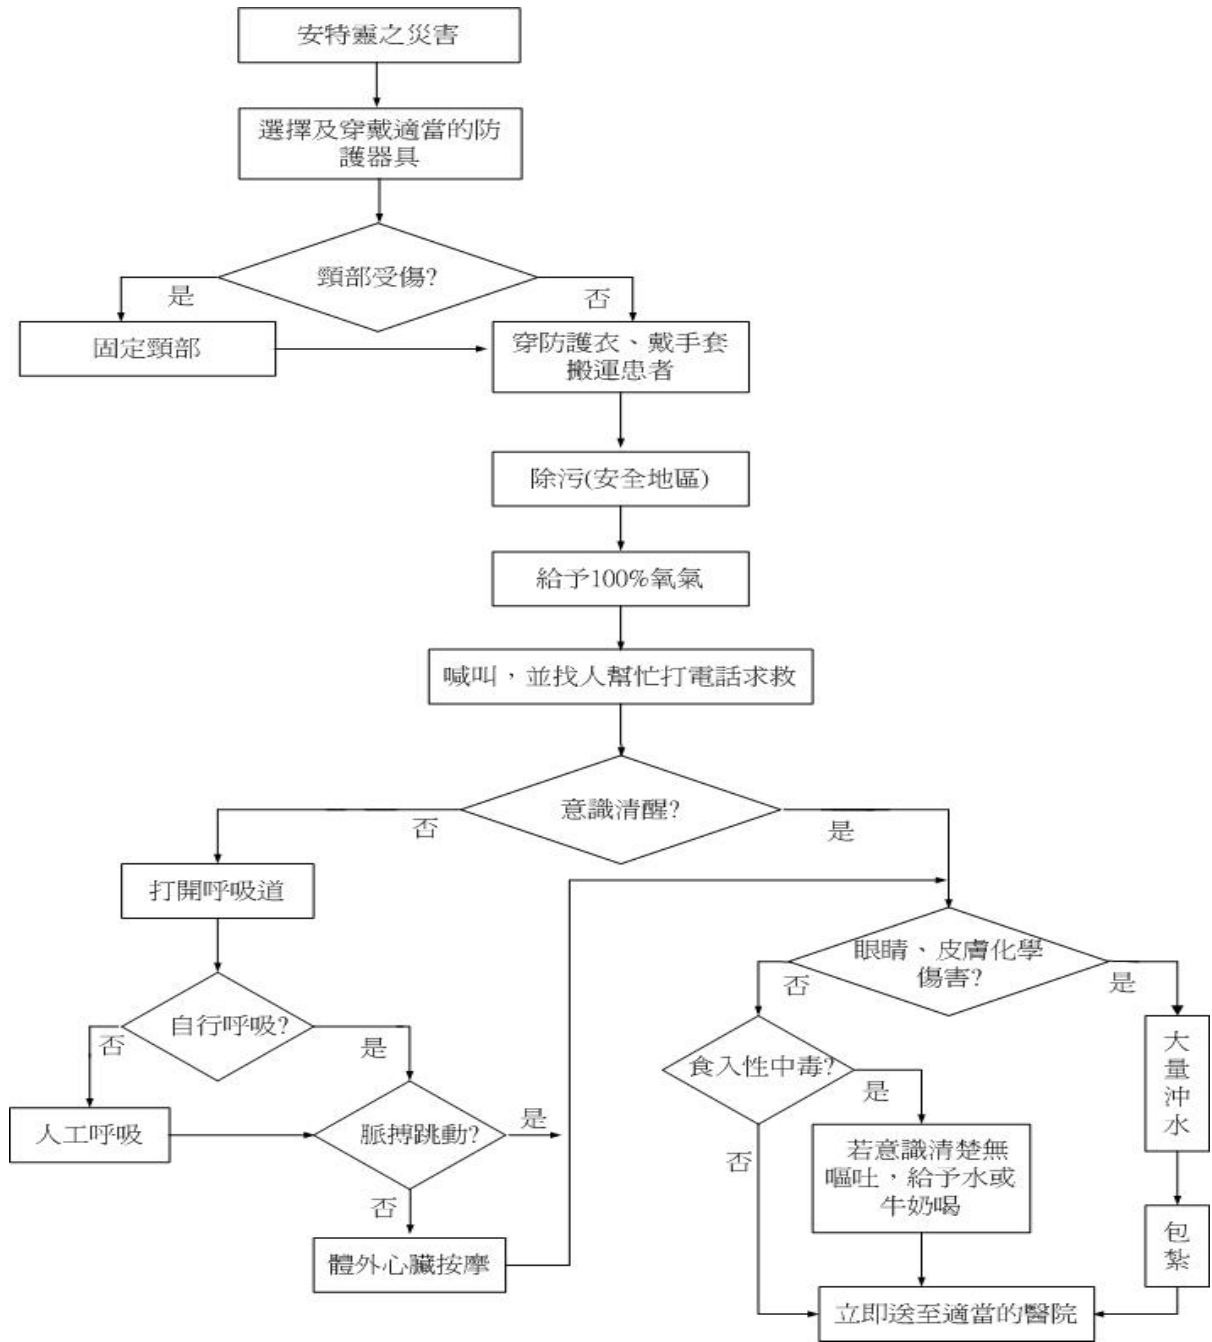 安特靈之災害
選擇及穿戴適當的防
護器具
頸部受傷?
是
否
固定頸部
穿防護衣、戴手套
搬運患者
除污(安全地區)
給予100%氧氣
喊叫，並找人幫忙打電話求救
意識清醒?
否
是
打開呼吸道
眼睛、皮膚化學
傷害?
否
是
自行呼吸?
否
是
食入性中毒?
是
否
大
量
沖
水
人工呼吸
脈搏跳動?
是
否
若意識清楚無
嘔吐，給予水或
牛奶喝
包
紮
體外心臟按摩
立即送至適當的醫院